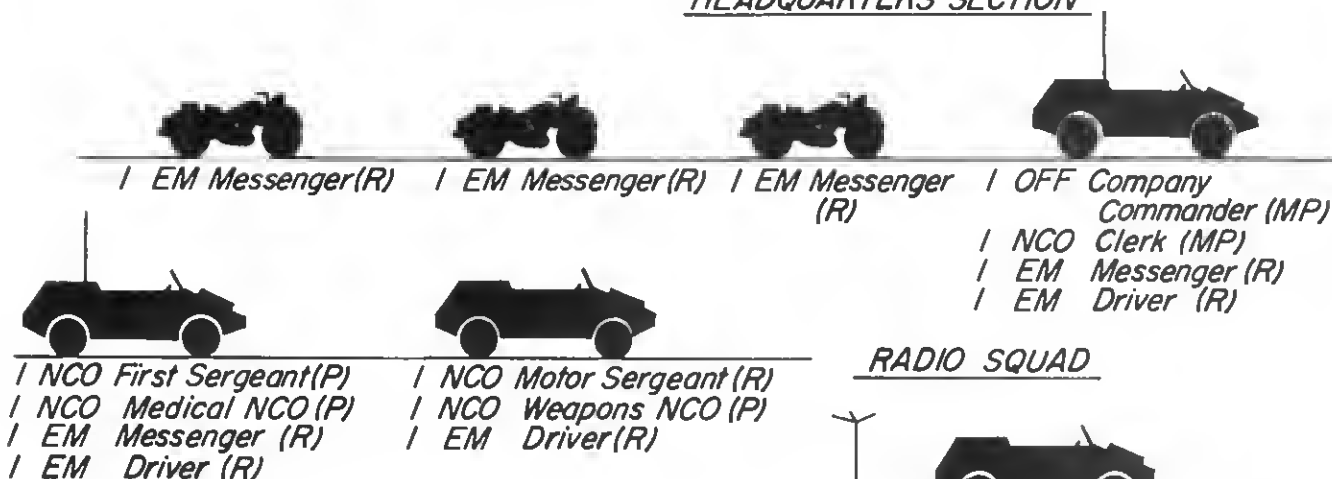 HEADQUARTERS SECTION
1 EM Messenger(R)
1 EM Messenger(R)
1 EM Messenger
(R)
1 OFF Company
Commander (MP)
1 NCO Clerk (MP)
1 EM Messenger (R)
1 EM Driver (R)
1 NCO First Sergeant(P)
1 NCO Medical NCO (P)
1 EM Messenger (R)
1 EM Driver (R)
1 NCO Motor Sergeant (R)
1 NCO Weapons NCO (P)
1 EM Driver(R)
RADIO SQUAD